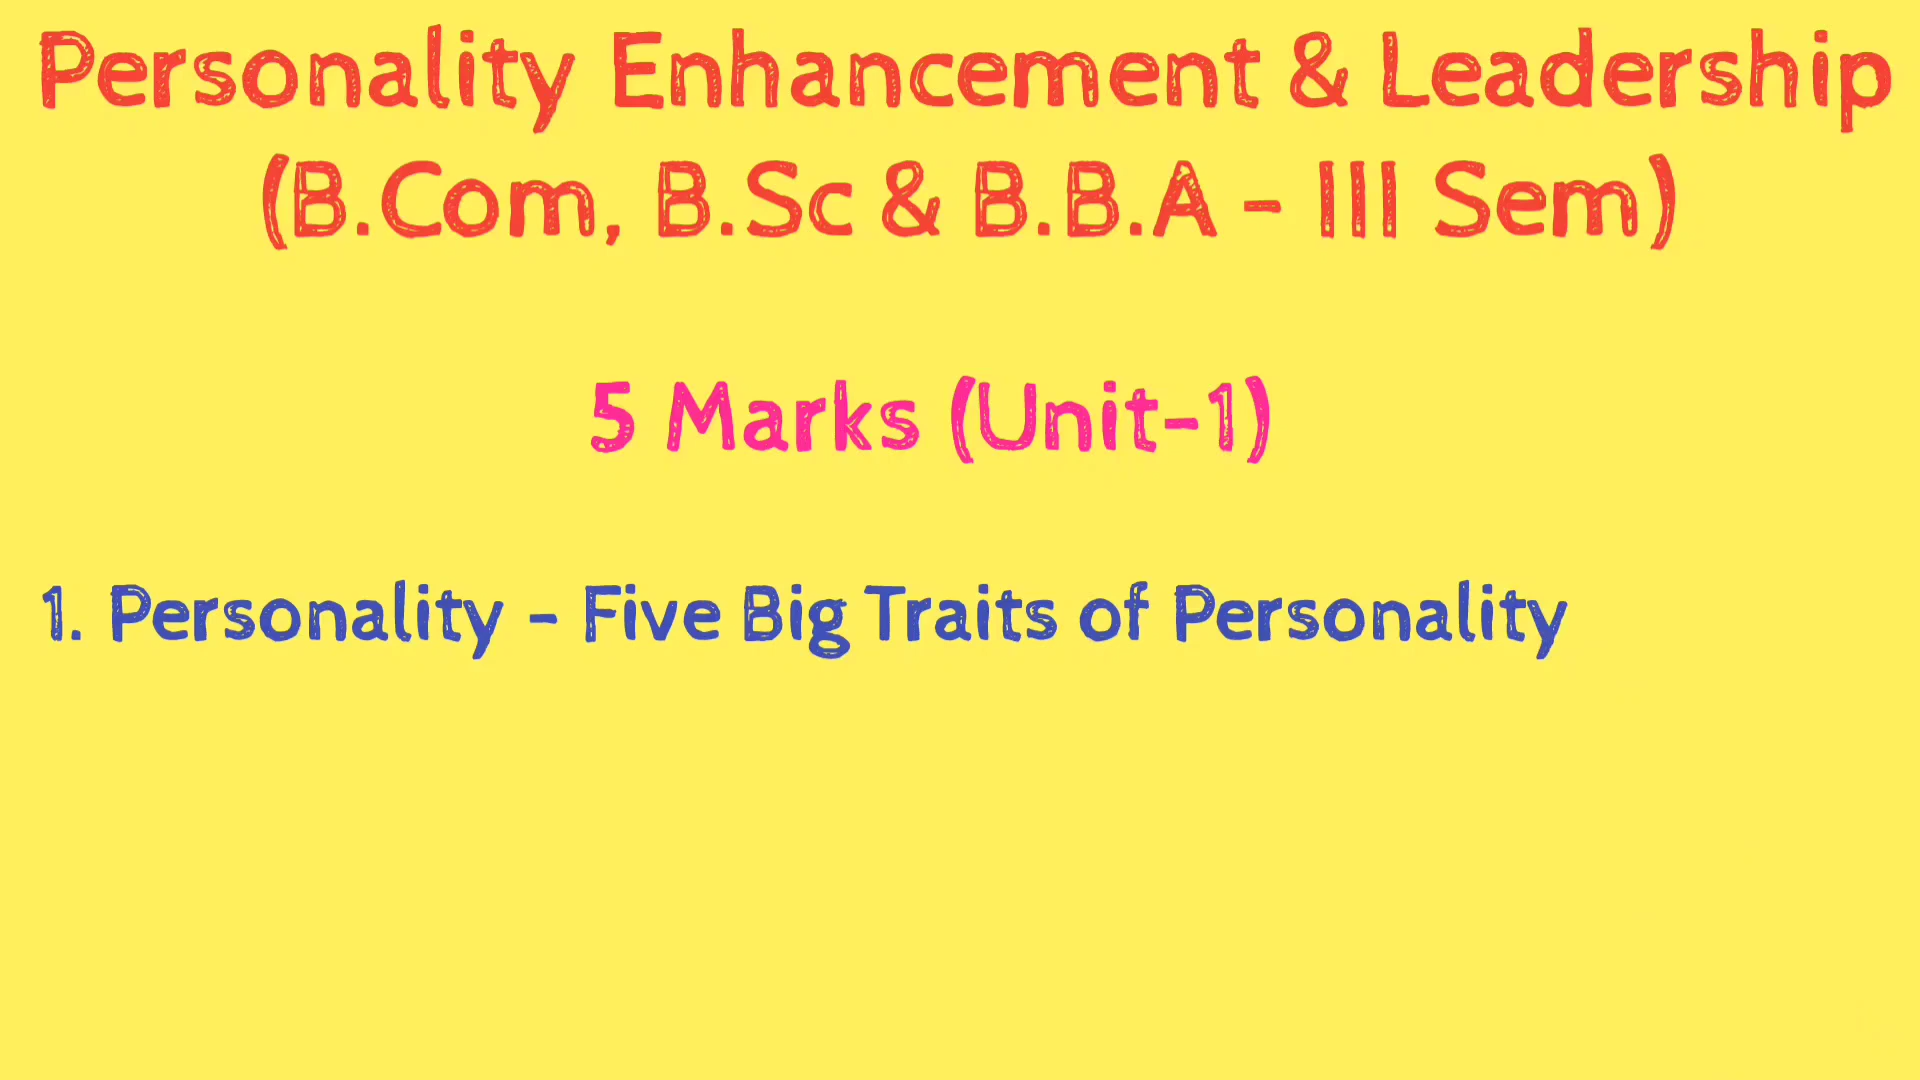 Personality Enhancement & Leadership
(B.Com, B.Sc & B.B.A - III Sem)
5 Marks (Unit-1)
1. Personality - Five Big Traits of Personality